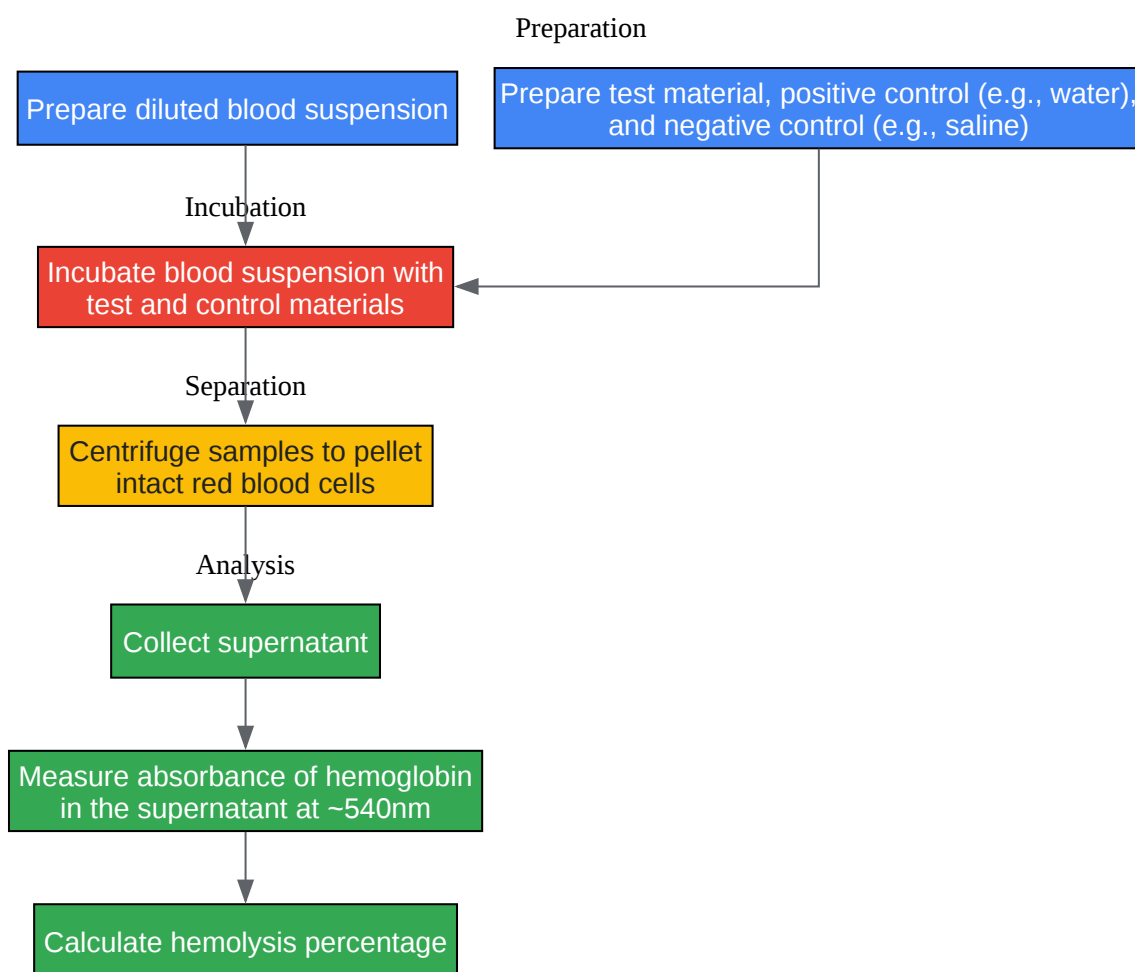 Preparation
Prepare diluted blood suspension
Prepare test material, positive control (e.g., water),
and negative control (e.g., saline)
Incubation
Incubate blood suspension with
test and control materials
Separation
Centrifuge samples to pellet
intact red blood cells
Analysis
Collect supernatant
Measure absorbance of hemoglobin
in the supernatant at ~540nm
Calculate hemolysis percentage